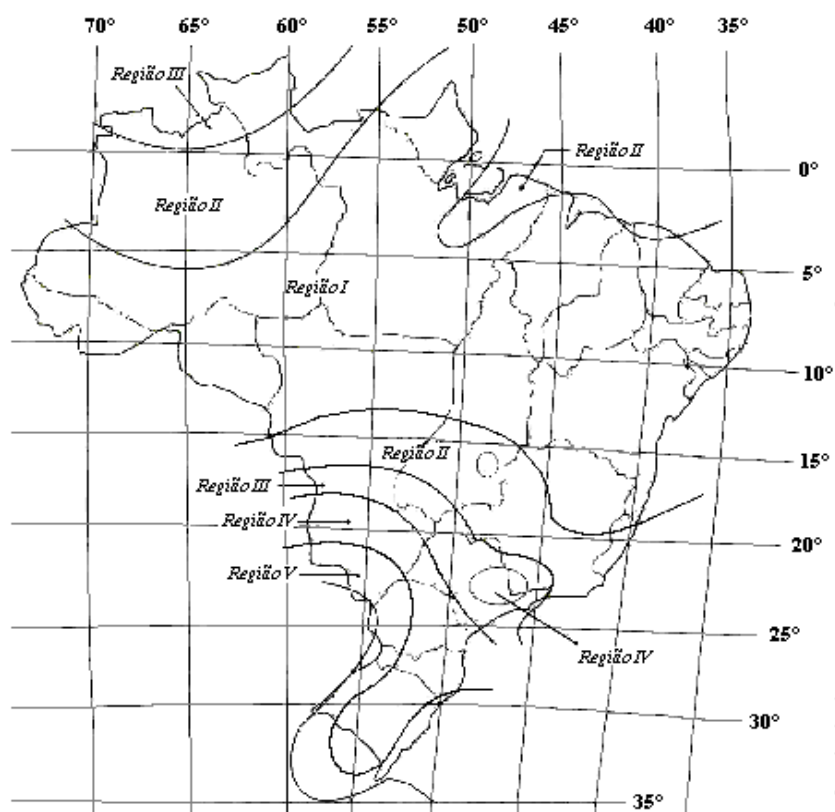 70° 65° 60° 55° 50° 45° 40° 35°
Região III
Região II
0°
Região II
5°
Região I
10°
Região II
15°
Região III
Região IV
20°
Região V
25°
Região IV
30°
35°